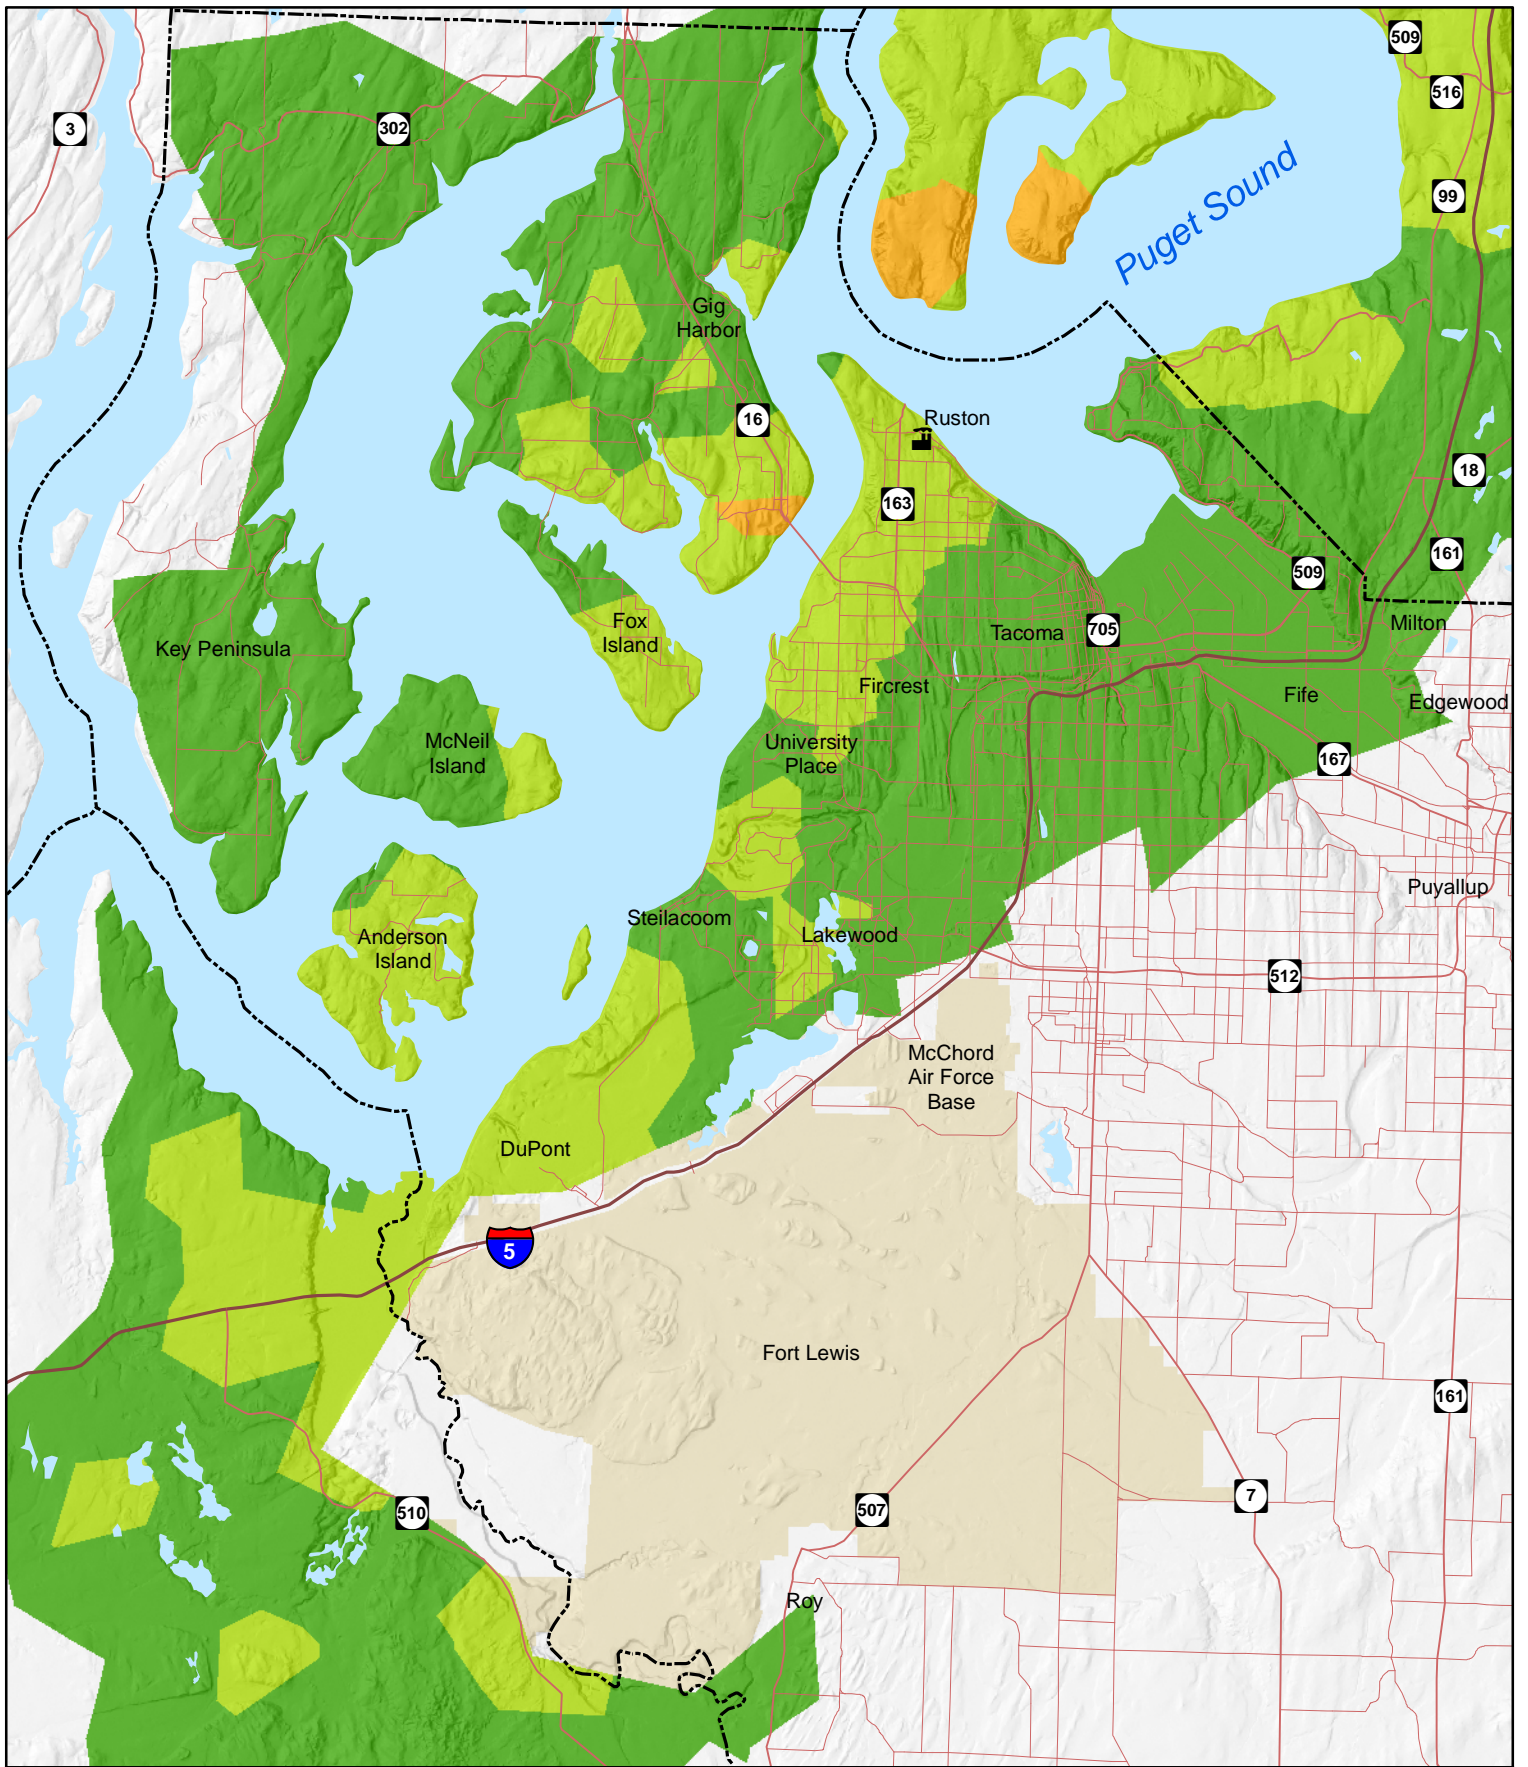 509
516
3
302
99
Puget Sound
Gig
Harbor
16
Ruston
18
163
161
509
Fox
Island
Tacoma
705
Milton
Key Peninsula
Fircrest
Fife
Edgewood
McNeil
Island
University
Place
167
Puyallup
Steilacoom
Lakewood
Anderson
Island
512
McChord
Air Force
Base
DuPont
5
Fort Lewis
161
7
510
507
Roy